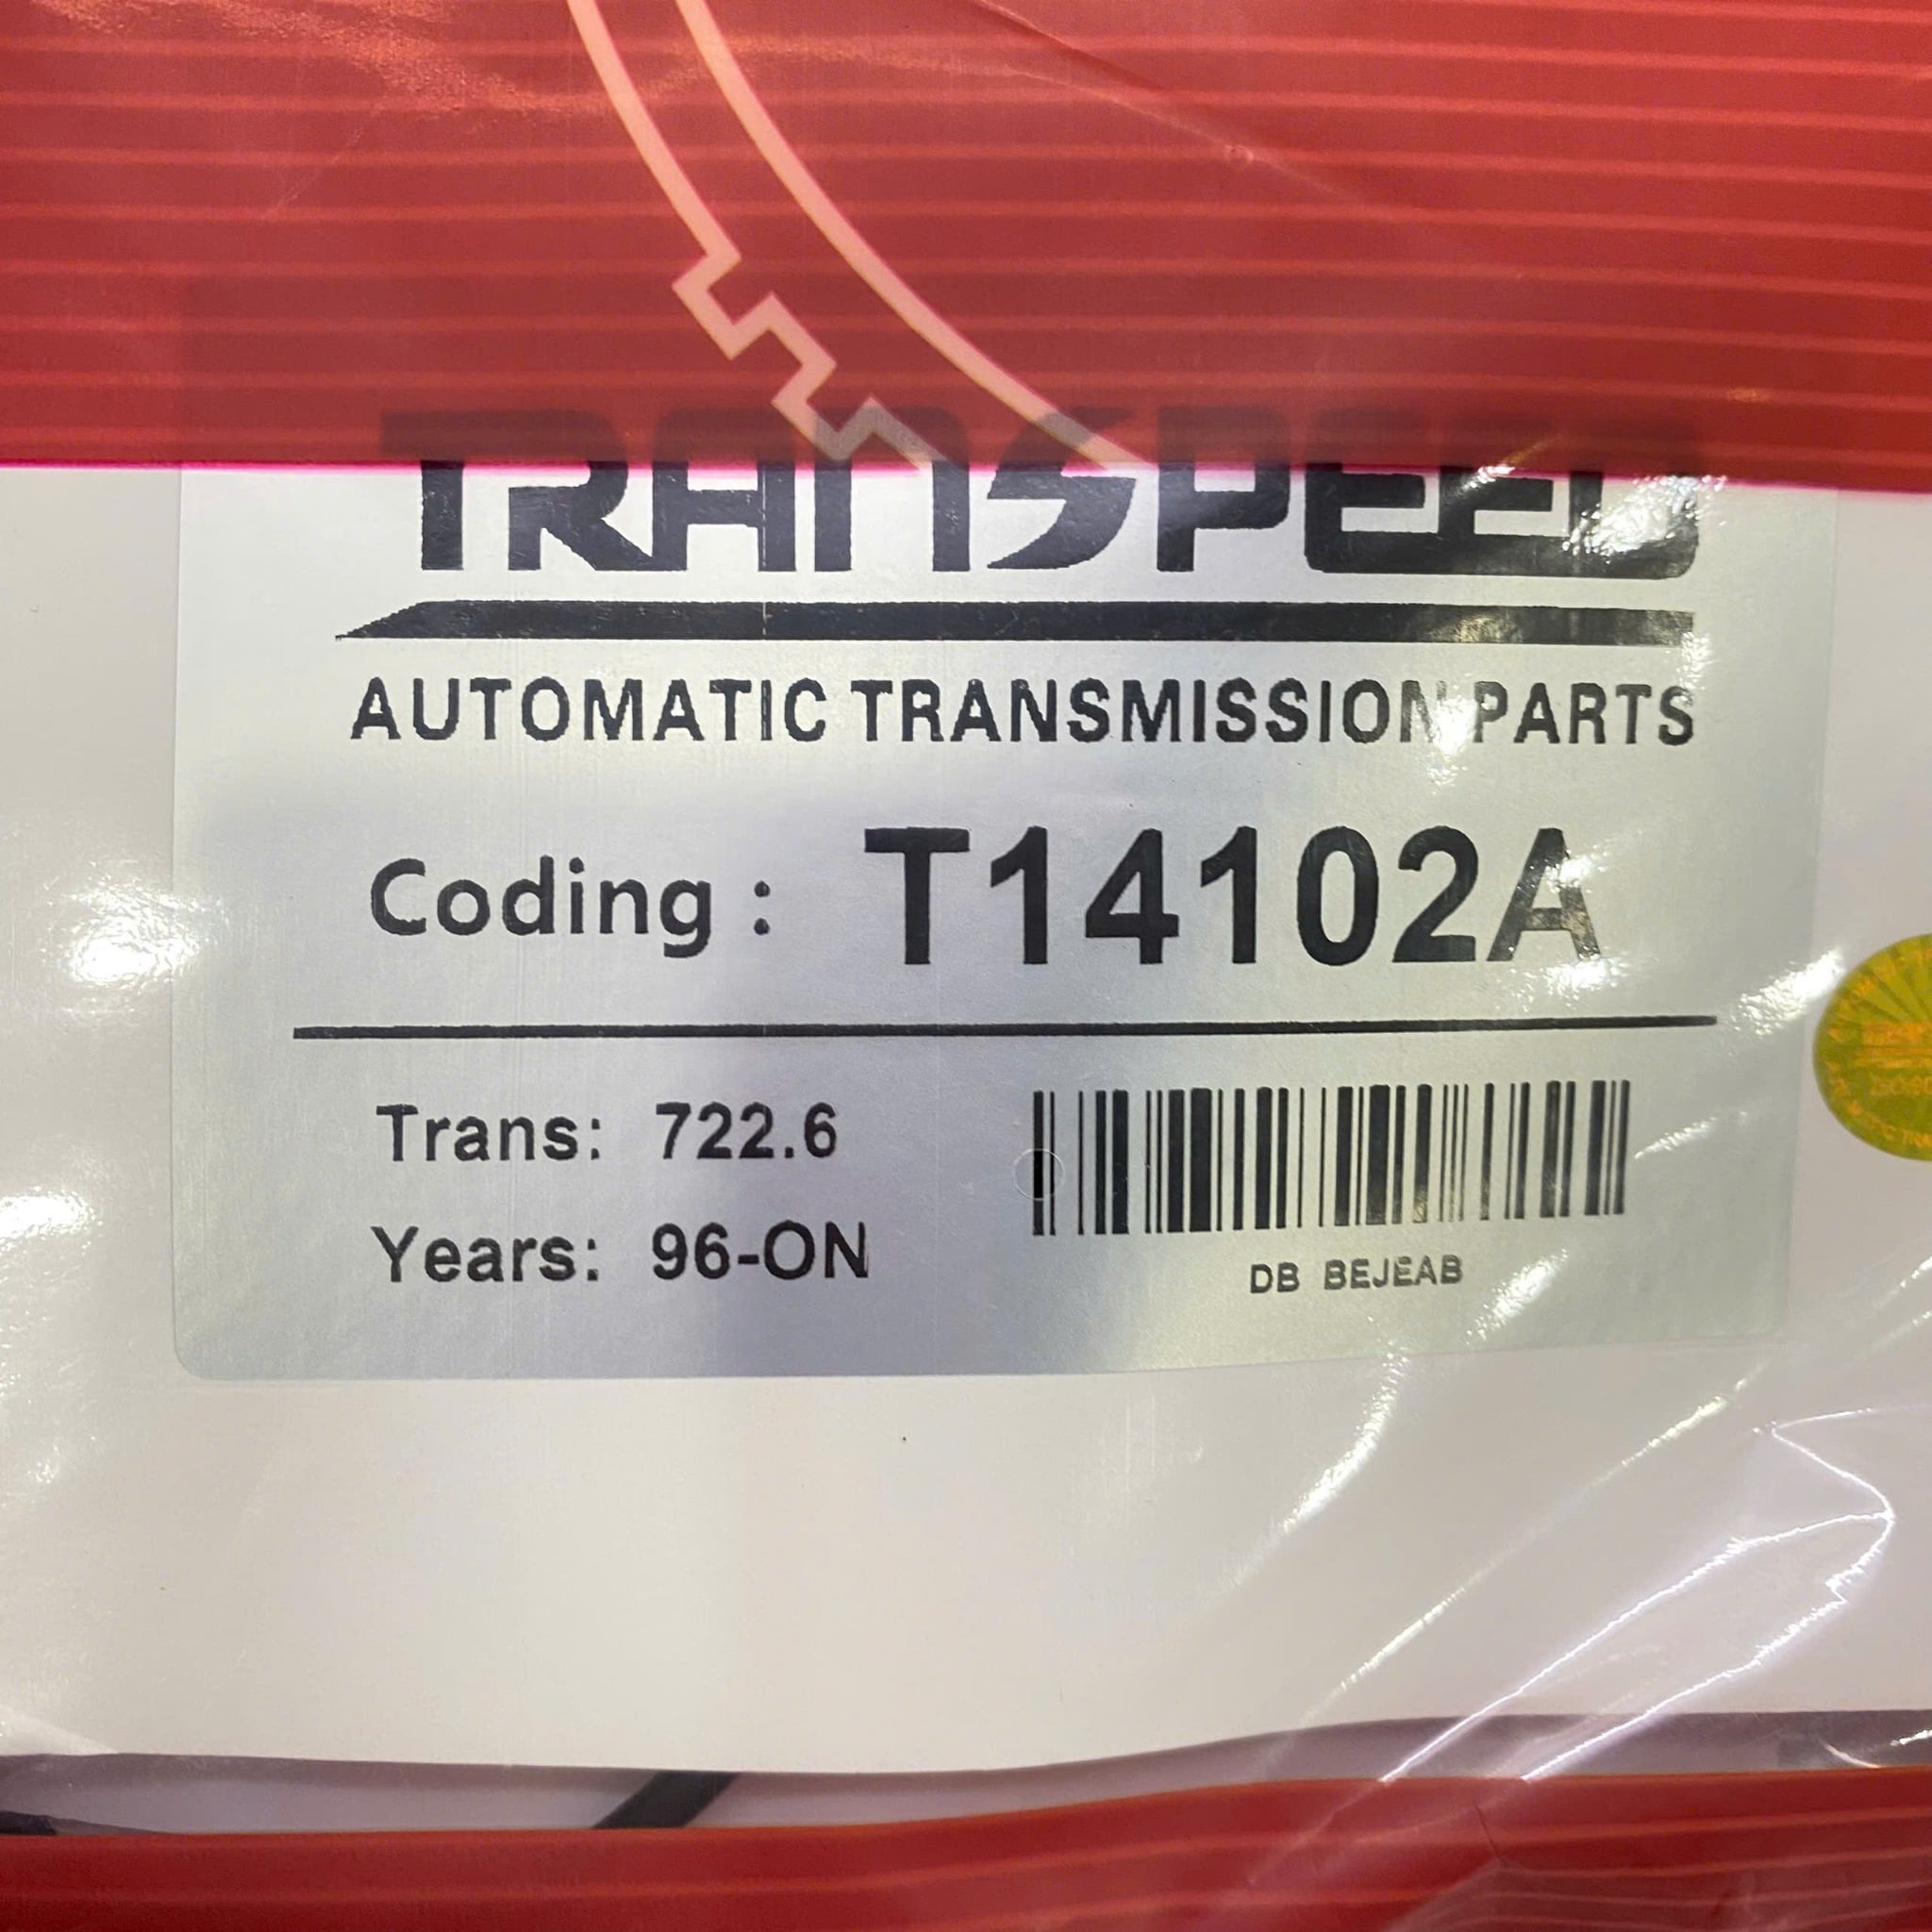 TRANSPEED
AUTOMATIC TRANSMISSION PARTS
Coding : T14102A
Trans: 722.6
Years: 96-ON
DB BEJEAB